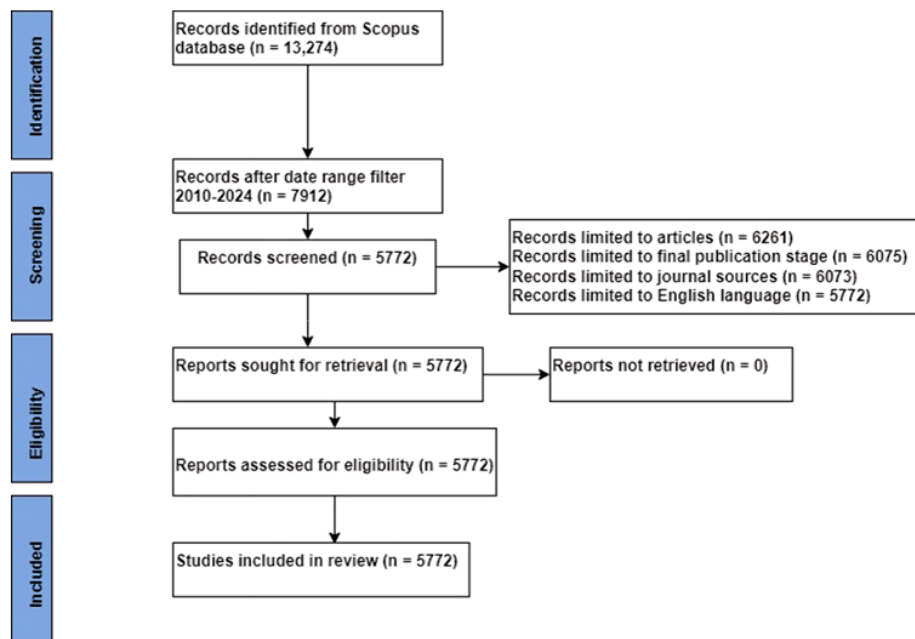 Identification
Records identified from Scopus
database (n = 13,274)
Screening
Records after date range filter
2010-2024 (n = 7912)
Records screened (n = 5772)
Records limited to articles (n = 6261)
Records limited to final publication stage (n = 6075)
Records limited to journal sources (n = 6073)
Records limited to English language (n = 5772)
Eligibility
Reports sought for retrieval (n = 5772)
Reports not retrieved (n = 0)
Reports assessed for eligibility (n = 5772)
Included
Studies included in review (n = 5772)